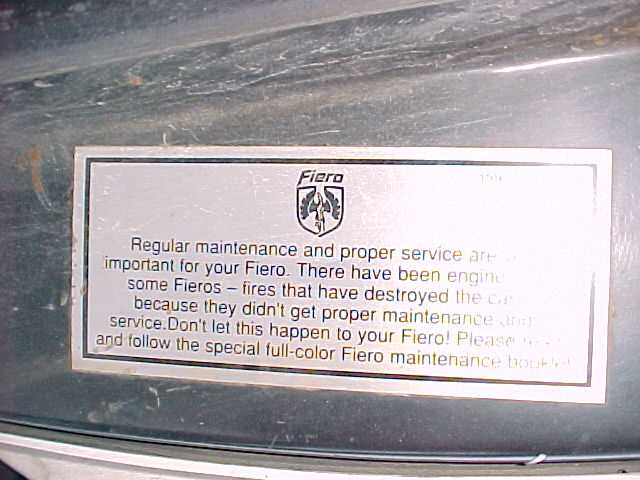 Fiero
Regular maintenance and proper service are
important for your Fiero. There have been engine
some Fieros – fires that have destroyed the
because they didn't get proper maintenance and
service.Don't let this happen to your Fiero! Please
and follow the special full-color Fiero maintenance booklet